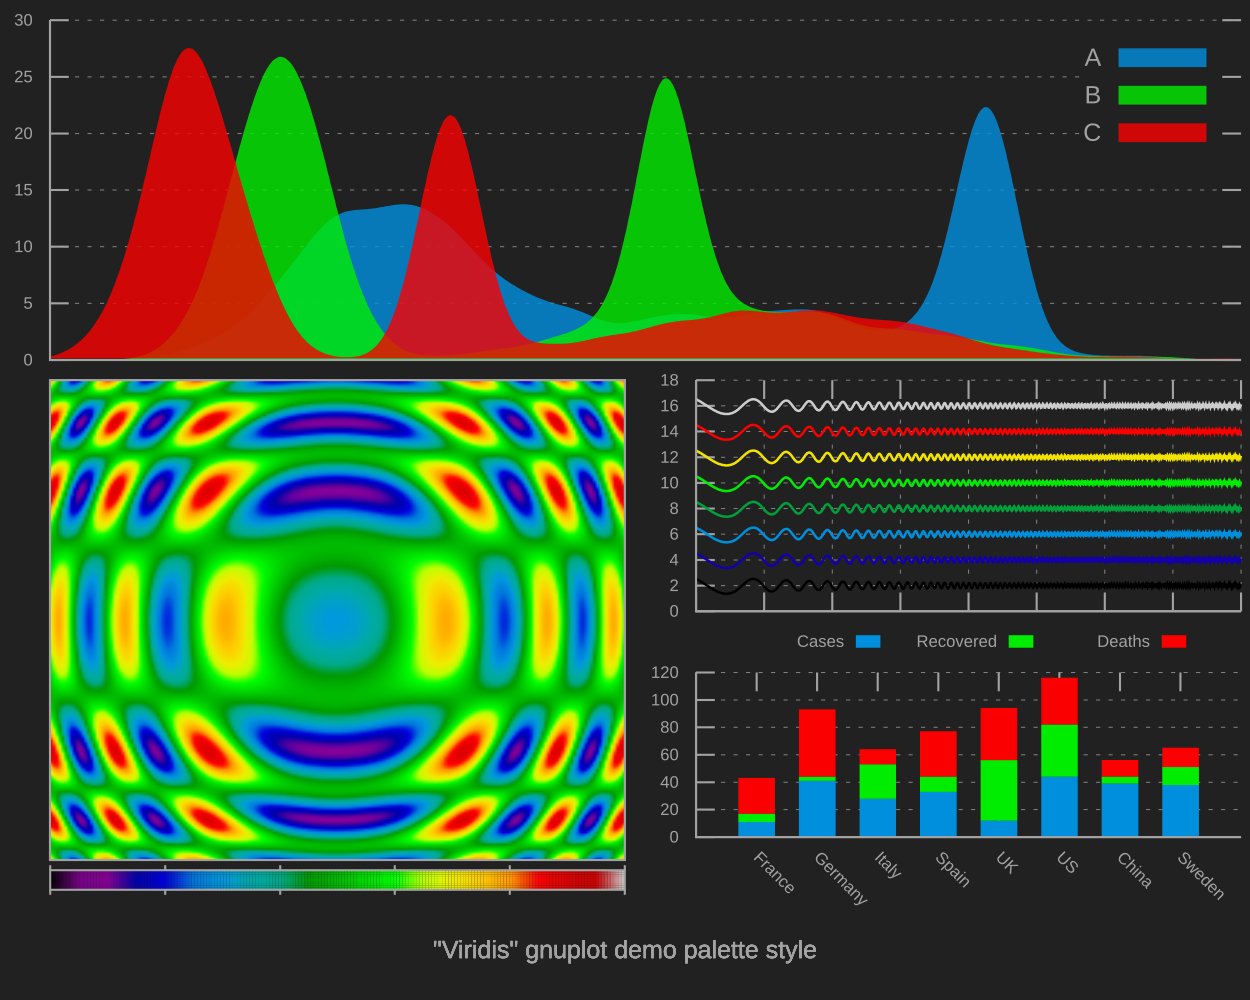 30
25
20
15
10
5
0
A
B
C
18
16
14
12
10
8
6
4
2
0
Cases
Recovered
Deaths
120
100
80
60
40
20
0
France
Germany
Italy
Spain
UK
US
China
Sweden
"Viridis" gnuplot demo palette style